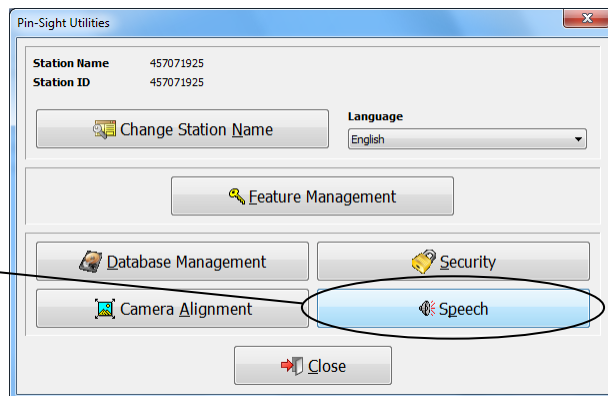 Pin-Sight Utilities
Station Name 457071925
Station ID 457071925
Change Station Name
Language
English
Feature Management
Database Management
Security
Camera Alignment
Speech
Close